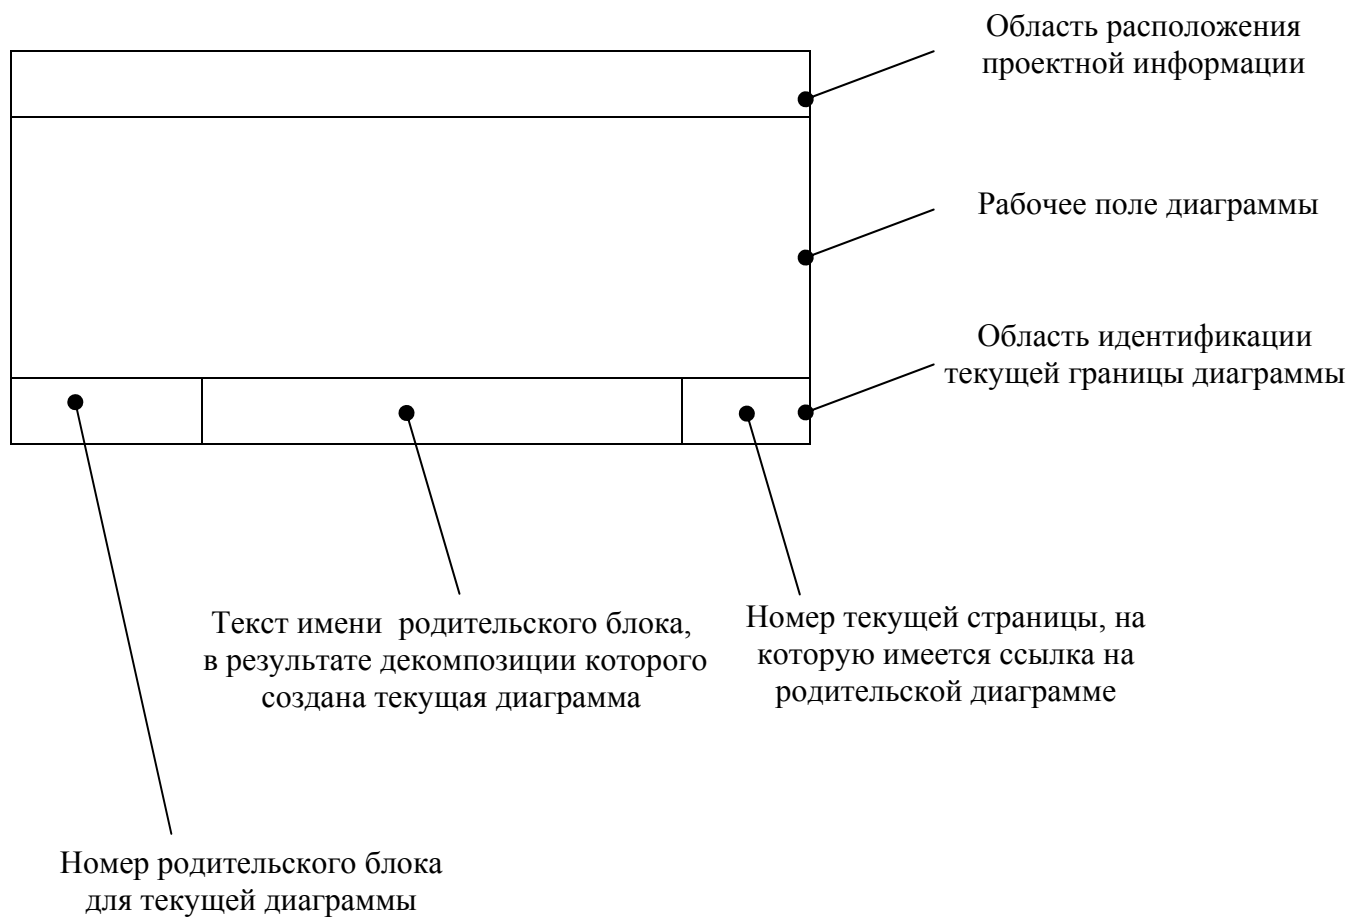 Область расположения
проектной информации
Рабочее поле диаграммы
Область идентификации
текущей границы диаграммы
Текст имени  родительского блока,
в результате декомпозиции которого
создана текущая диаграмма
Номер текущей страницы, на
которую имеется ссылка на
родительской диаграмме
Номер родительского блока
для текущей диаграммы